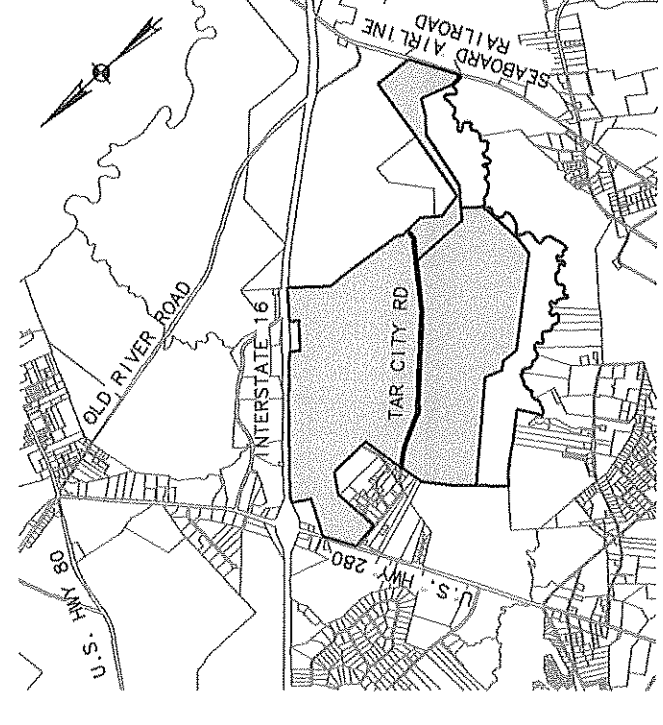 SEABOARD AIRLINE
RAILROAD
OLD RIVER ROAD
INTERSTATE 16
TAR CITY RD
U.S. HWY 80
U.S. HWY 280